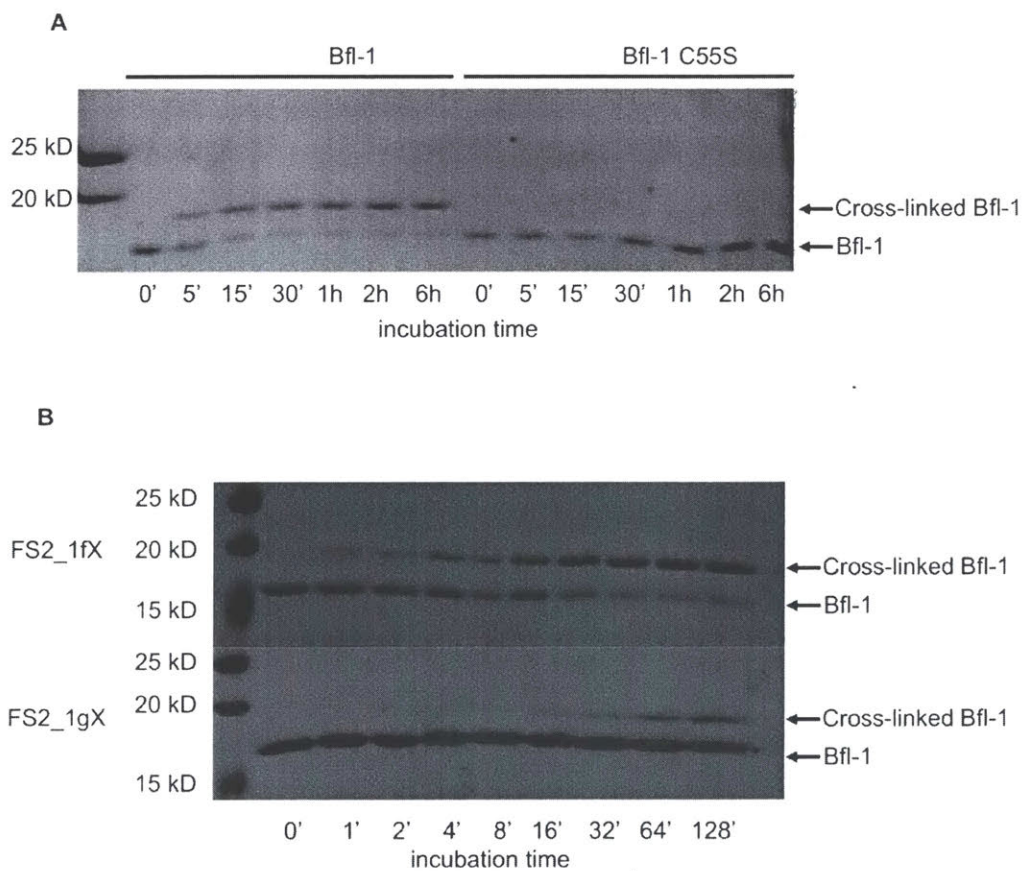 A
Bfl-1 Bfl-1 C55S
25 kD
20 kD
Cross-linked Bfl-1
Bfl-1
0' 5' 15' 30' 1h 2h 6h 0' 5' 15' 30' 1h 2h 6h
incubation time
B
25 kD
FS2_1fX 20 kD Cross-linked Bfl-1
15 kD Bfl-1
25 kD
FS2_1gX 20 kD Cross-linked Bfl-1
Bfl-1
15 kD
0' 1' 2' 4' 8' 16' 32' 64' 128'
incubation time